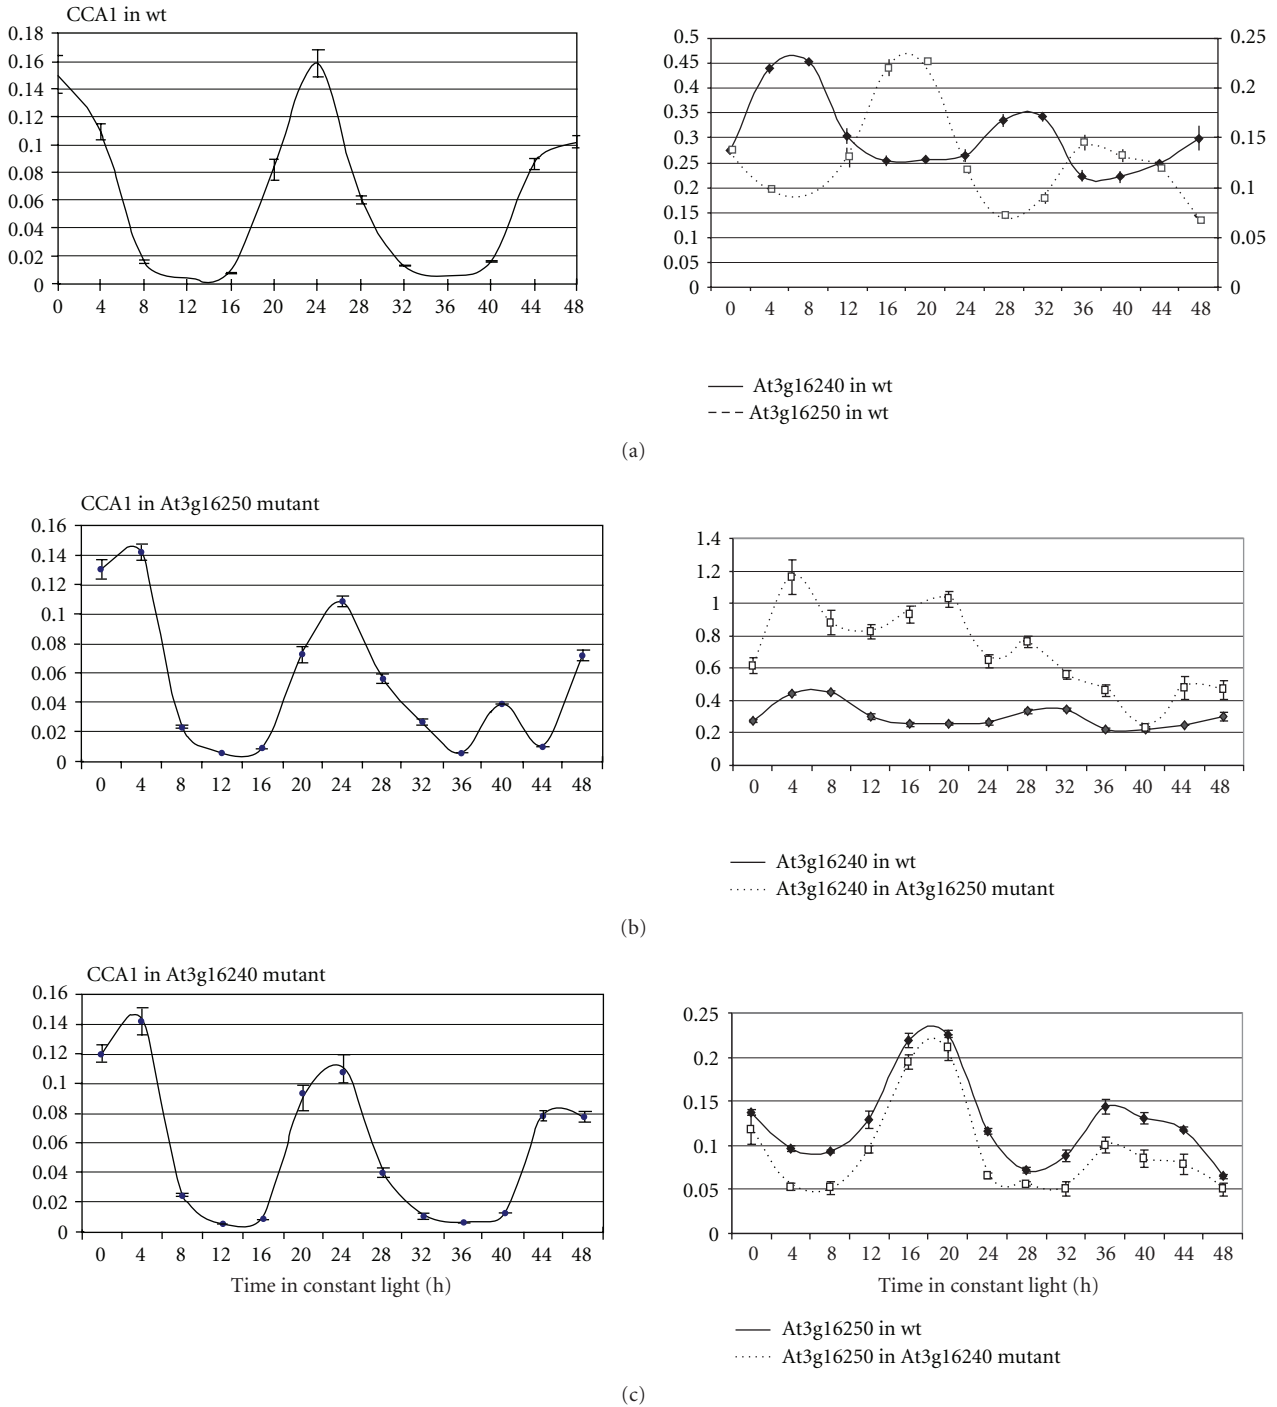 CCA1 in wt
0.18
0.16
0.14
0.12
0.1
0.08
0.06
0.04
0.02
0
0 4 8 12 16 20 24 28 32 36 40 44 48
0.5
0.45
0.4
0.35
0.3
0.25
0.2
0.15
0.1
0.05
0
0.25
0.2
0.15
0.1
0.05
0
0 4 8 12 16 20 24 28 32 36 40 44 48
At3g16240 in wt
At3g16250 in wt
(a)
CCA1 in At3g16250 mutant
0.16
0.14
0.12
0.1
0.08
0.06
0.04
0.02
0
0 4 8 12 16 20 24 28 32 36 40 44 48
1.4
1.2
1
0.8
0.6
0.4
0.2
0
0 4 8 12 16 20 24 28 32 36 40 44 48
At3g16240 in wt
At3g16240 in At3g16250 mutant
(b)
CCA1 in At3g16240 mutant
0.16
0.14
0.12
0.1
0.08
0.06
0.04
0.02
0
0 4 8 12 16 20 24 28 32 36 40 44 48
Time in constant light (h)
0.25
0.2
0.15
0.1
0.05
0
0 4 8 12 16 20 24 28 32 36 40 44 48
Time in constant light (h)
At3g16250 in wt
At3g16250 in At3g16240 mutant
(c)